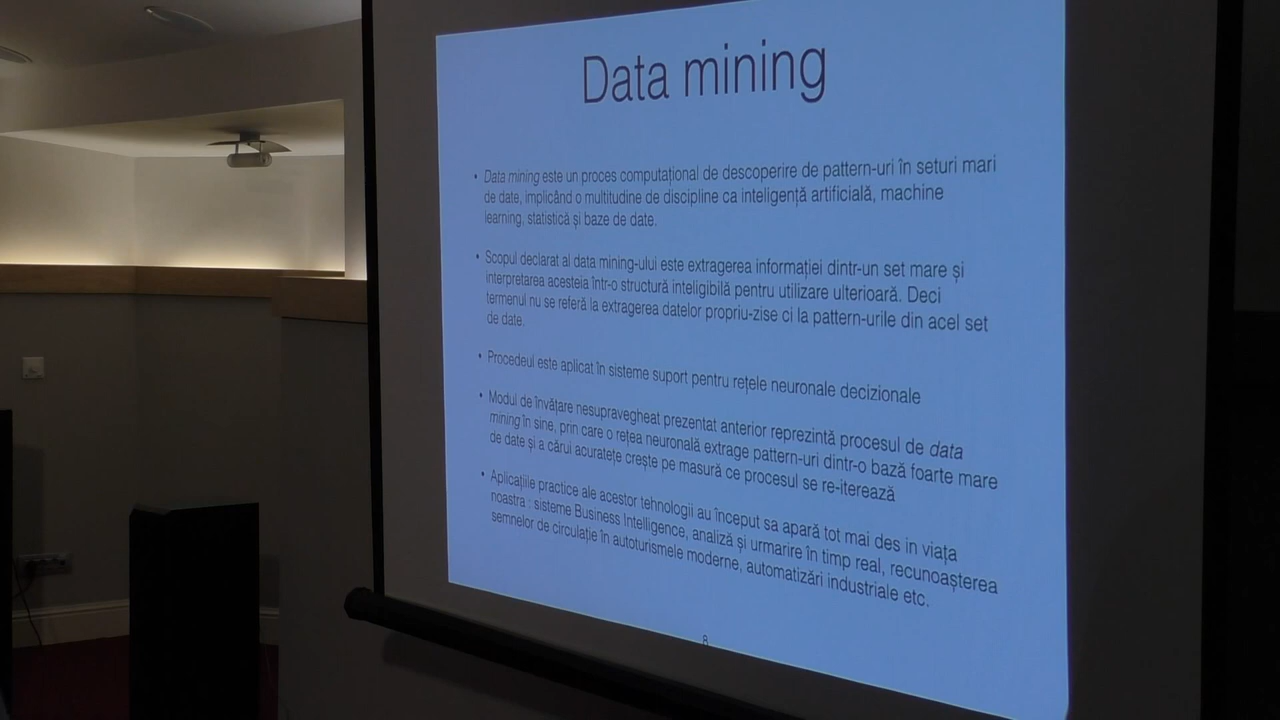 Data mining
• Data mining este un proces computațional de descoperire de pattern-uri în seturi mari
de date, implicând o multitudine de discipline ca inteligență artificială, machine
learning, statistică și baze de date.
• Scopul declarat al data mining-ului este extragerea informației dintr-un set mare și
interpretarea acesteia într-o structură inteligibilă pentru utilizare ulterioară. Deci
termenul nu se referă la extragerea datelor propriu-zise ci la pattern-urile din acel set
de date.
• Procedeul este aplicat în sisteme suport pentru rețele neuronale decizionale
• Modul de învățare nesupravegheat prezentat anterior reprezintă procesul de data
mining în sine, prin care o rețea neuronală extrage pattern-uri dintr-o bază foarte mare
de date și a cărui acuratețe crește pe masură ce procesul se re-iterează
• Aplicațiile practice ale acestor tehnologii au început sa apară tot mai des in viața
noastra : sisteme Business Intelligence, analiză și urmarire în timp real, recunoașterea
semnelor de circulație în autoturismele moderne, automatizări industriale etc.
8